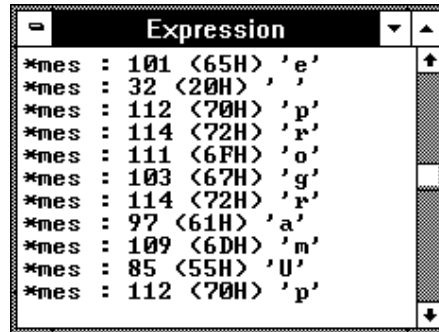 Expression
*mes : 101 (65H) 'e'
*mes : 32 (20H) ' '
*mes : 112 (70H) 'p'
*mes : 114 (72H) 'r'
*mes : 111 (6FH) 'o'
*mes : 103 (67H) 'g'
*mes : 114 (72H) 'r'
*mes : 97 (61H) 'a'
*mes : 109 (6DH) 'm'
*mes : 85 (55H) 'U'
*mes : 112 (70H) 'p'